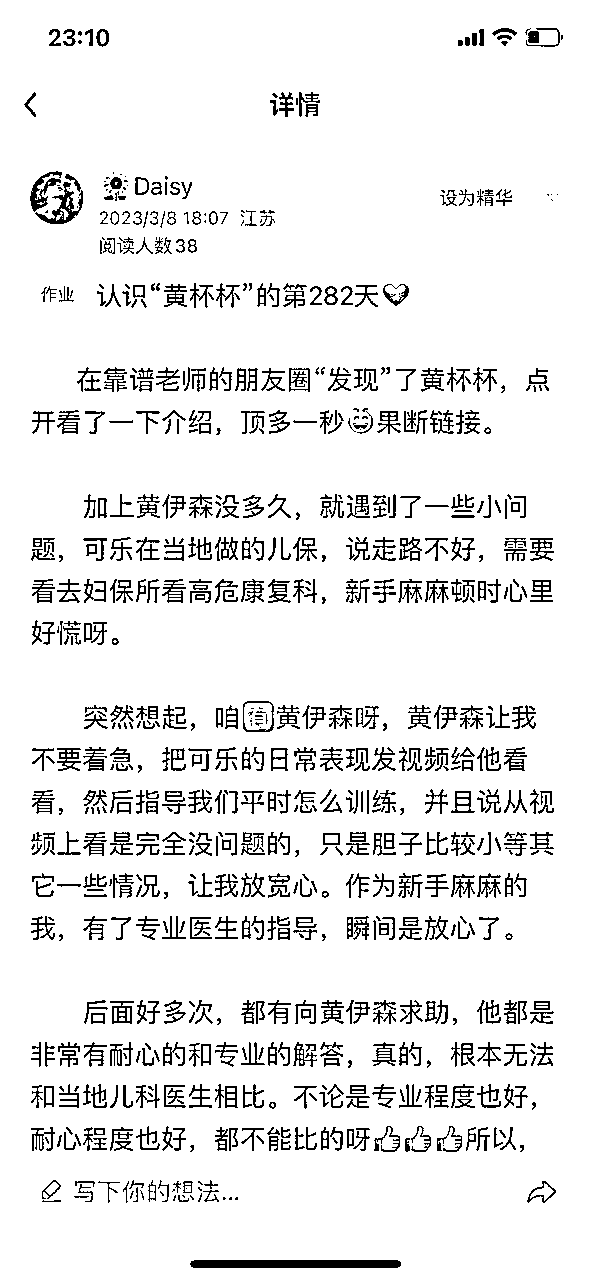 23:10
详情
Daisy
设为精华
2023/3/8 18:07 江苏
阅读人数38
作业 认识“黄杯杯”的第282天
在靠谱老师的朋友圈“发现”了黄杯杯，点
开看了一下介绍，顶多一秒😆果断链接。
加上黄伊森没多久，就遇到了一些小问
题，可乐在当地做的儿保，说走路不好，需要
看去妇保所看高危康复科，新手麻麻顿时心里
好慌呀。
突然想起，咱黄伊森呀，黄伊森让我
不要着急，把可乐的日常表现发视频给他看
看，然后指导我们平时怎么训练，并且说从视
频上看是完全没问题的，只是胆子比较小等其
它一些情况，让我放宽心。作为新手麻麻的
我，有了专业医生的指导，瞬间是放心了。
后面好多次，都有向黄伊森求助，他都是
非常有耐心的和专业的解答，真的，根本无法
和当地儿科医生相比。不论是专业程度也好，
耐心程度也好，都不能比的呀👍👍👍所以，
写下你的想法...